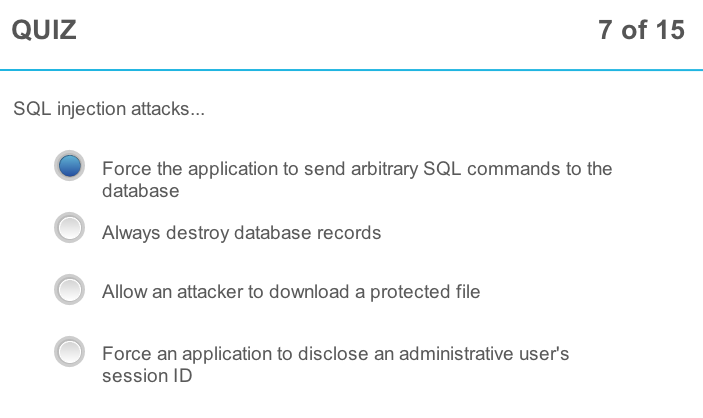 QUIZ 7 of 15
SQL injection attacks...
Force the application to send arbitrary SQL commands to the
database
Always destroy database records
Allow an attacker to download a protected file
Force an application to disclose an administrative user's
session ID